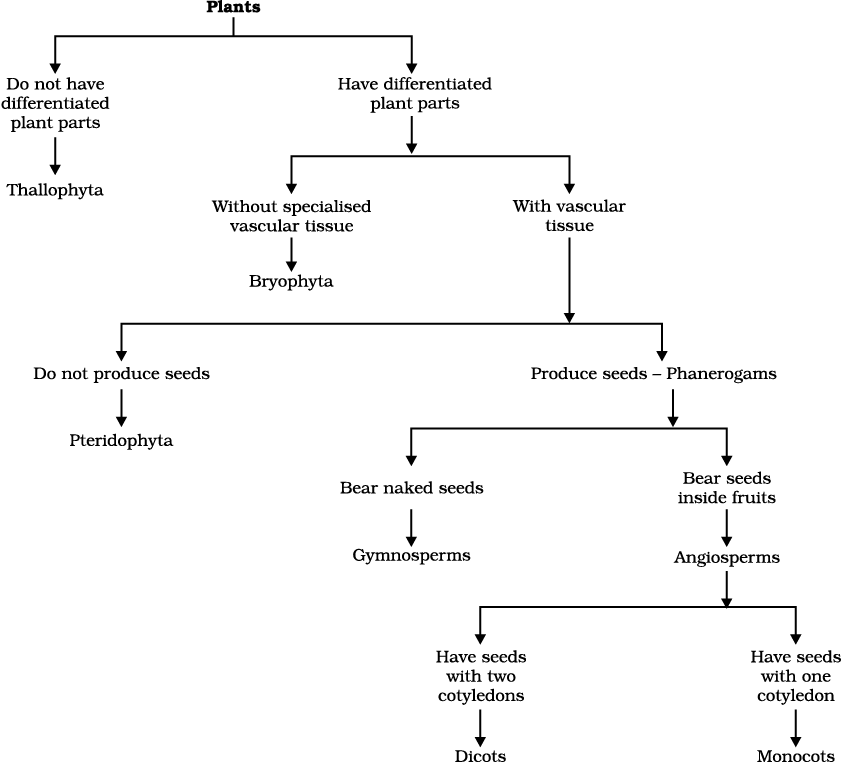 Plants
Do not have
differentiated
plant parts
Have differentiated
plant parts
Thallophyta
Without specialised
vascular tissue
With vascular
tissue
Bryophyta
Do not produce seeds
Produce seeds – Phanerogams
Pteridophyta
Bear naked seeds
Bear seeds
inside fruits
Gymnosperms
Angiosperms
Have seeds
with two
cotyledons
Have seeds
with one
cotyledon
Dicots
Monocots